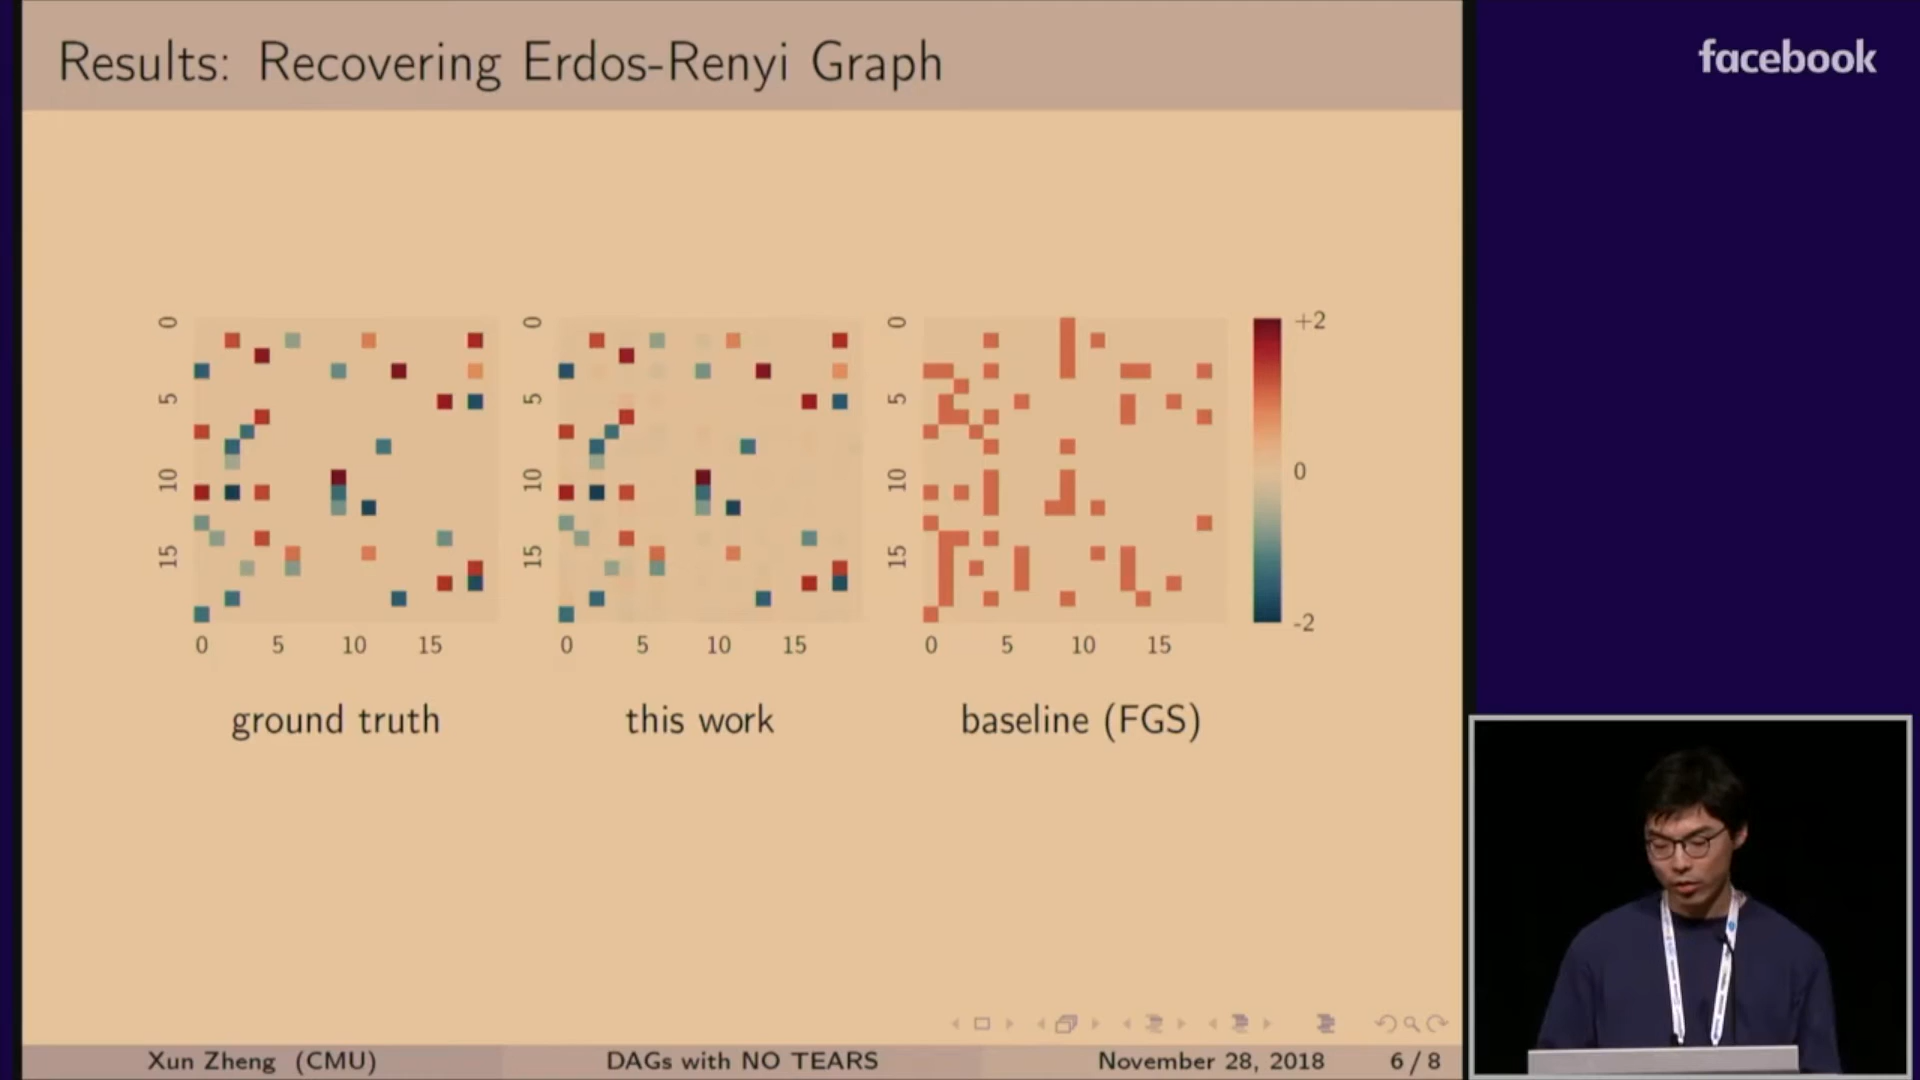 Results: Recovering Erdos-Renyi Graph
facebook
0
5
10
15
0 5 10 15
ground truth
0
5
10
15
0 5 10 15
this work
0
5
10
15
0 5 10 15
baseline (FGS)
+2
0
-2
Xun Zheng (CMU) DAGs with NO TEARS November 28, 2018 6 / 8